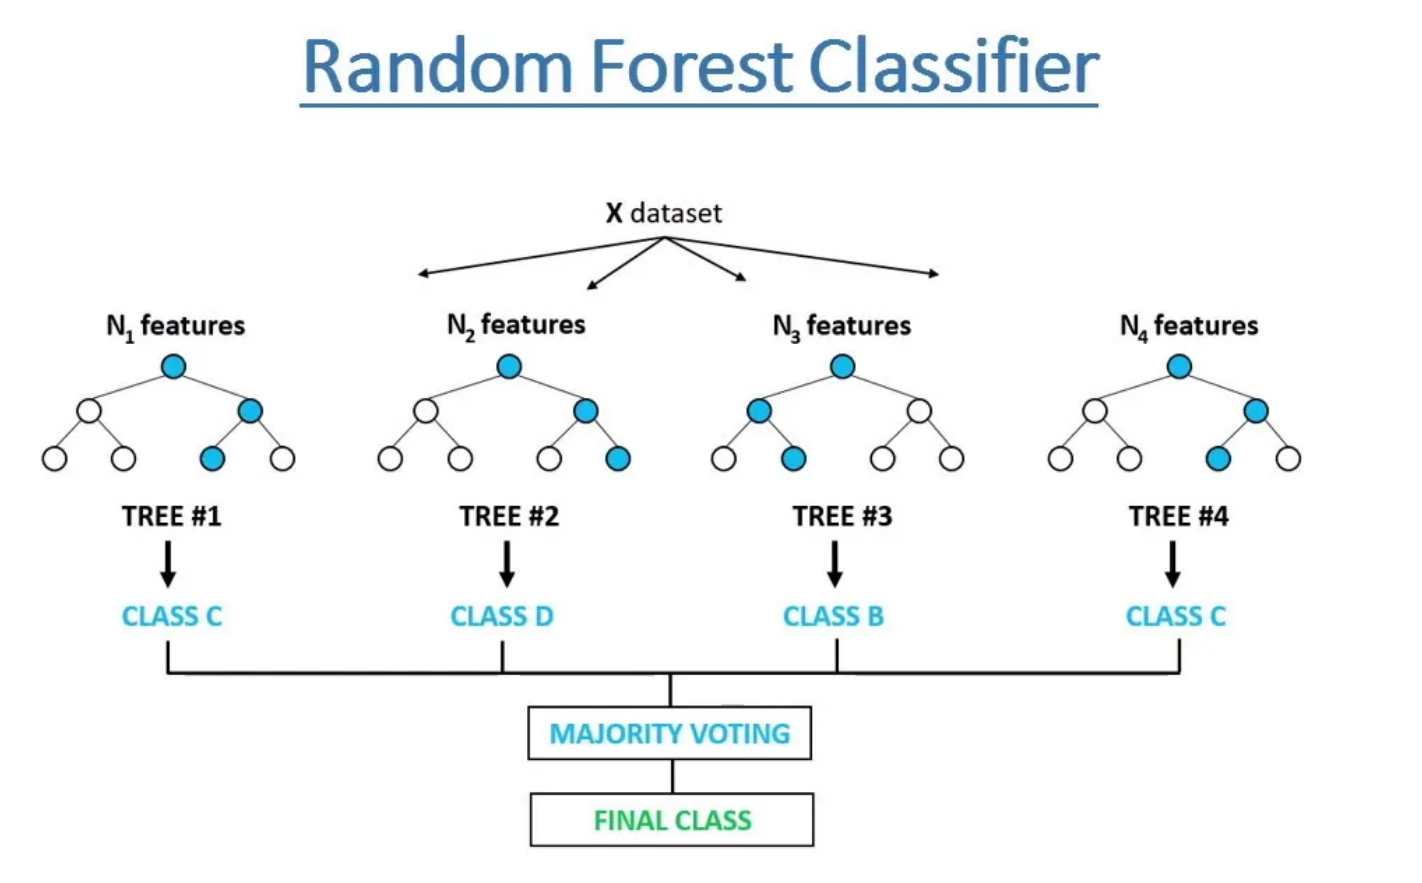 Random Forest Classifier
X dataset
N₁ features
N₂ features
N₃ features
N₄ features
TREE #1
TREE #2
TREE #3
TREE #4
CLASS C
CLASS D
CLASS B
CLASS C
MAJORITY VOTING
FINAL CLASS